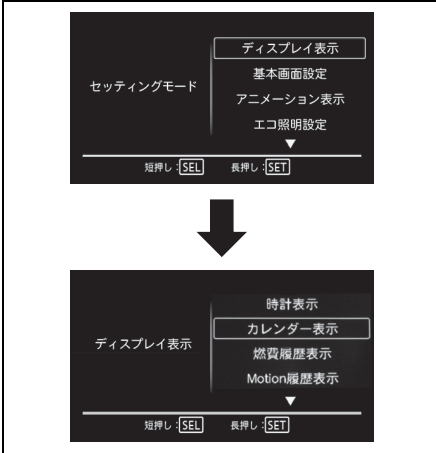 ディスプレイ表示
基本画面設定
セッティングモード
アニメーション表示
エコ照明設定
▼
短押し:SEL 長押し:SET
時計表示
カレンダー表示
ディスプレイ表示
燃費履歴表示
Motion履歴表示
▼
短押し:SEL 長押し:SET